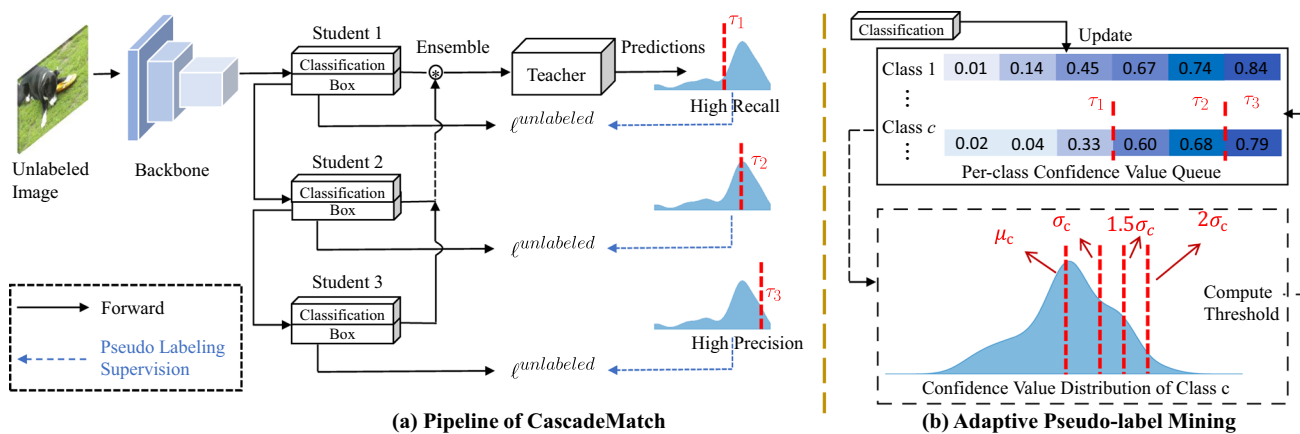 Student 1
Classification
Box
Ensemble
*
Teacher
Predictions
τ1
High Recall
ℓ^unlabeled
Unlabeled
Image
Backbone
Student 2
Classification
Box
τ2
ℓ^unlabeled
Student 3
Classification
Box
τ3
High Precision
ℓ^unlabeled
Forward
Pseudo Labeling
Supervision
(a) Pipeline of CascadeMatch
Classification
Update
Class 1 0.01 0.14 0.45 0.67 0.74 0.84
⋮ τ1 τ2 τ3
Class c 0.02 0.04 0.33 0.60 0.68 0.79
⋮
Per-class Confidence Value Queue
μc σc 1.5σc 2σc
Compute
Threshold
Confidence Value Distribution of Class c
(b) Adaptive Pseudo-label Mining